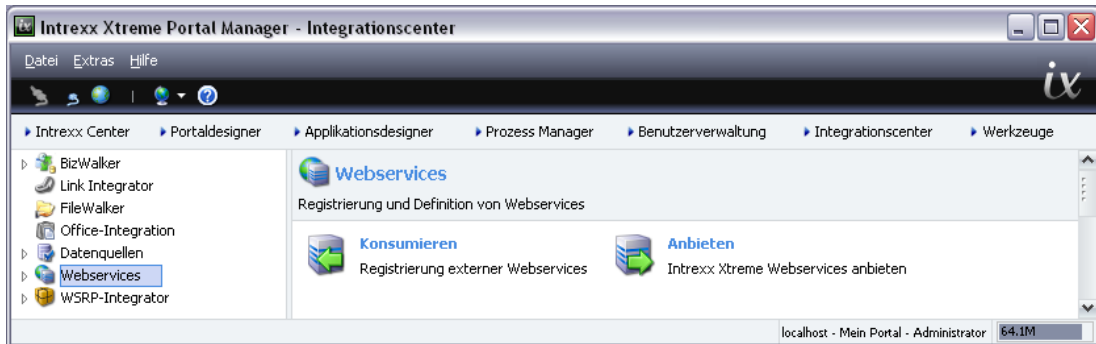 ix Intrexx Xtreme Portal Manager - Integrationscenter
Datei Extras Hilfe
ix
Intrexx Center Portaldesigner Applikationsdesigner Prozess Manager Benutzerverwaltung Integrationscenter Werkzeuge
BizWalker
Link Integrator
FileWalker
Office-Integration
Datenquellen
Webservices
WSRP-Integrator
Webservices
Registrierung und Definition von Webservices
Konsumieren
Registrierung externer Webservices
Anbieten
Intrexx Xtreme Webservices anbieten
localhost - Mein Portal - Administrator 64.1M